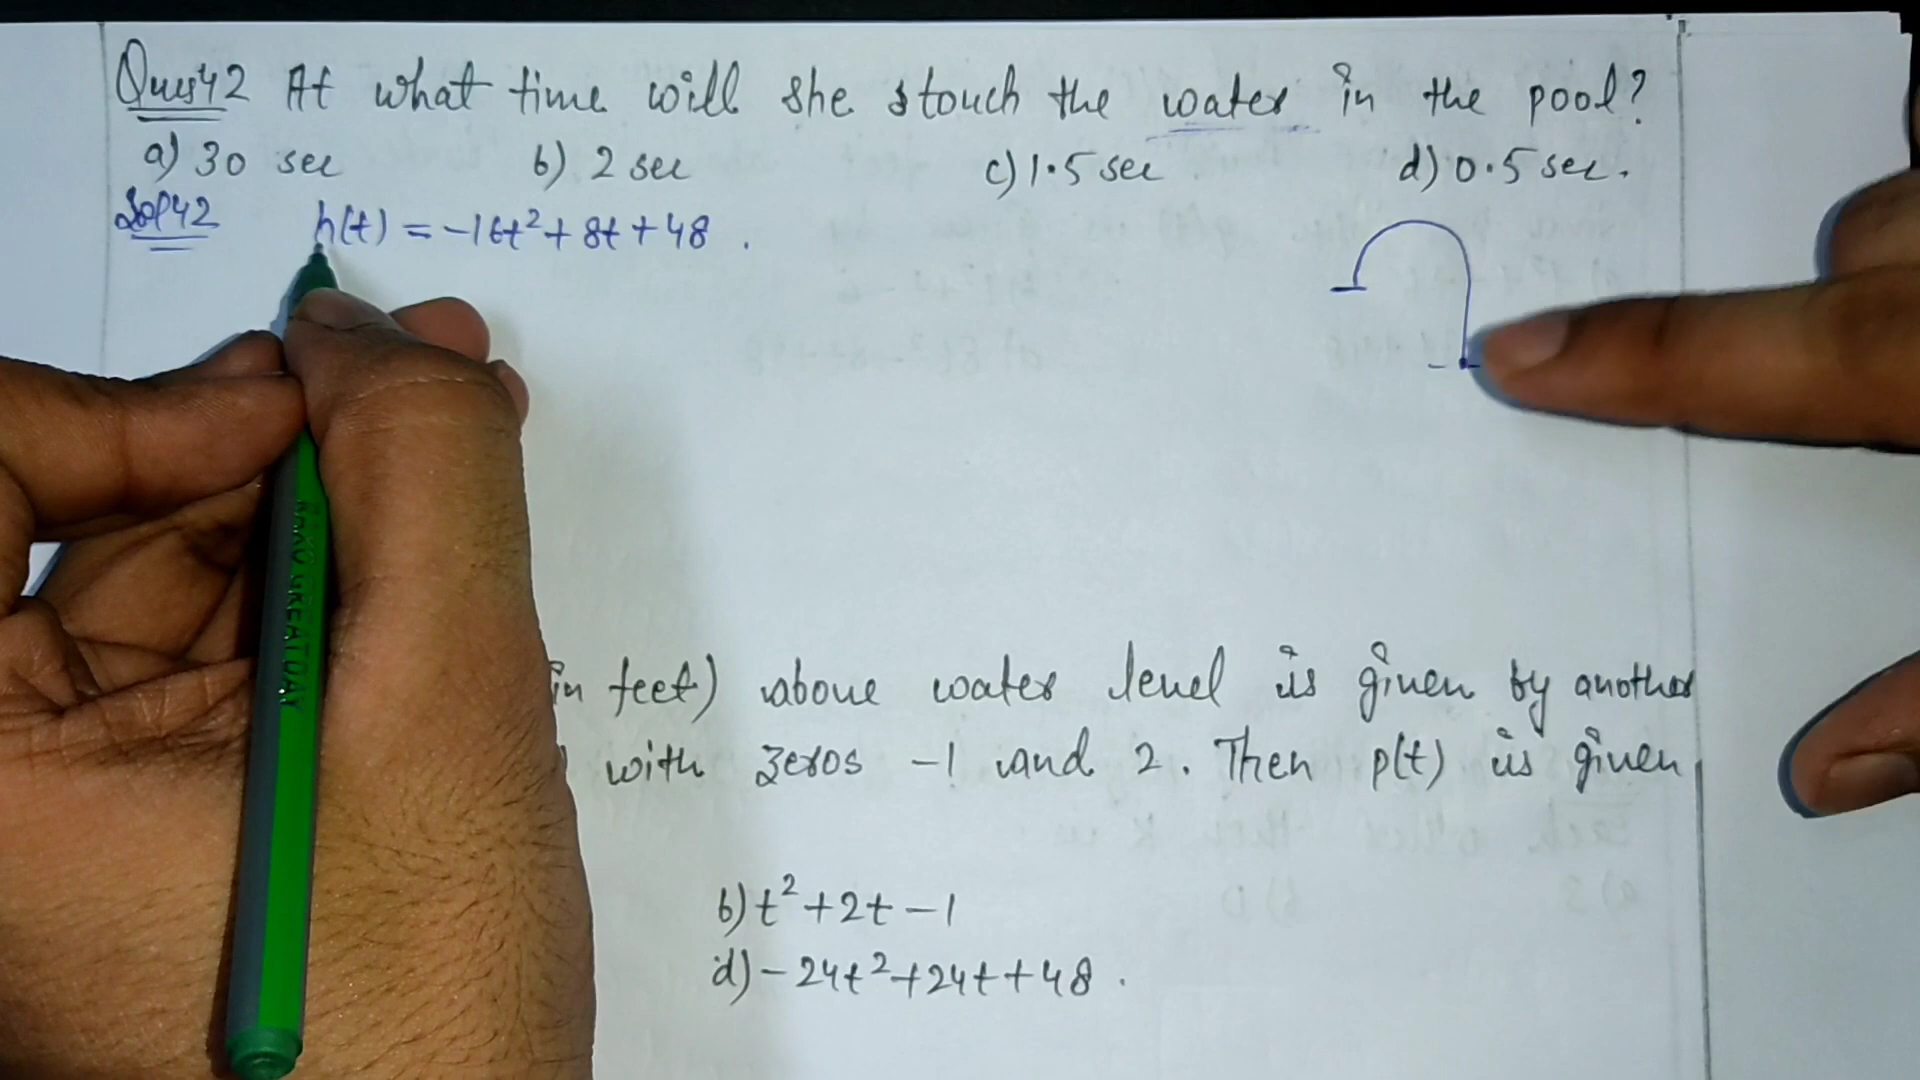 Ques42 At what time will she touch the water in the pool?
a) 30 sec b) 2 sec c) 1.5 sec d) 0.5 sec.
Sol42 h(t) = -16t²+ 8t + 48 .
in feet) above water level is given by another
with zeros -1 and 2. Then p(t) is given
b) t² + 2t - 1
d) - 24t² + 24t + 48 .
GREATDAY